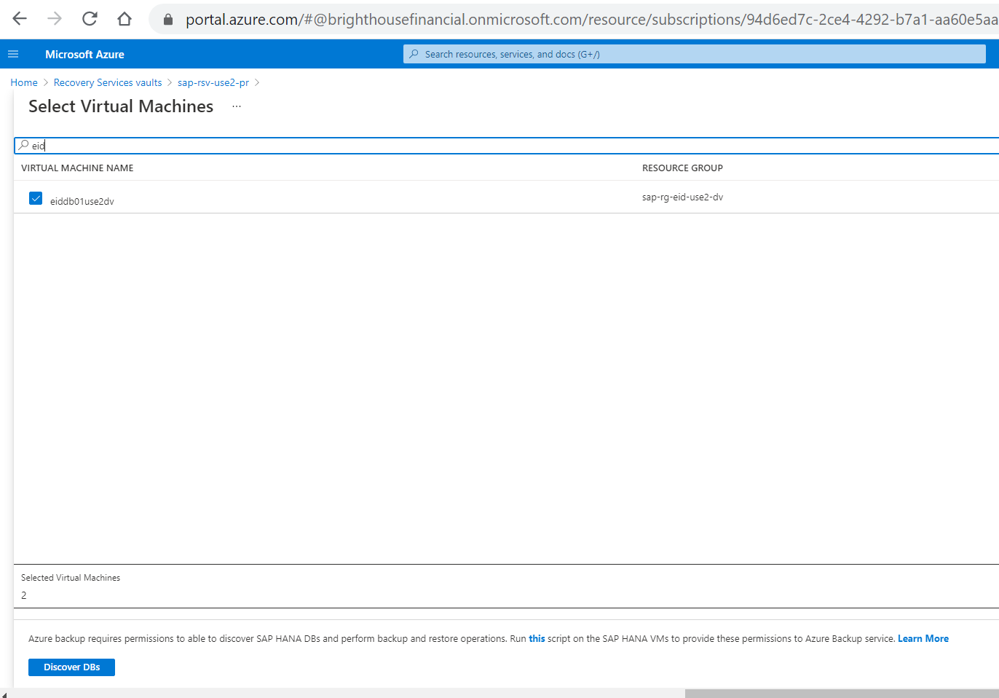 portal.azure.com/#@brighthousefinancial.onmicrosoft.com/resource/subscriptions/94d6ed7c-2ce4-4292-b7a1-aa60e5aa
Microsoft Azure
Search resources, services, and docs (G+/)
Home > Recovery Services vaults > sap-rsv-use2-pr >
Select Virtual Machines ...
eid
VIRTUAL MACHINE NAME RESOURCE GROUP
eiddb01use2dv sap-rg-eid-use2-dv
Selected Virtual Machines
2
Azure backup requires permissions to able to discover SAP HANA DBs and perform backup and restore operations. Run this script on the SAP HANA VMs to provide these permissions to Azure Backup service. Learn More
Discover DBs